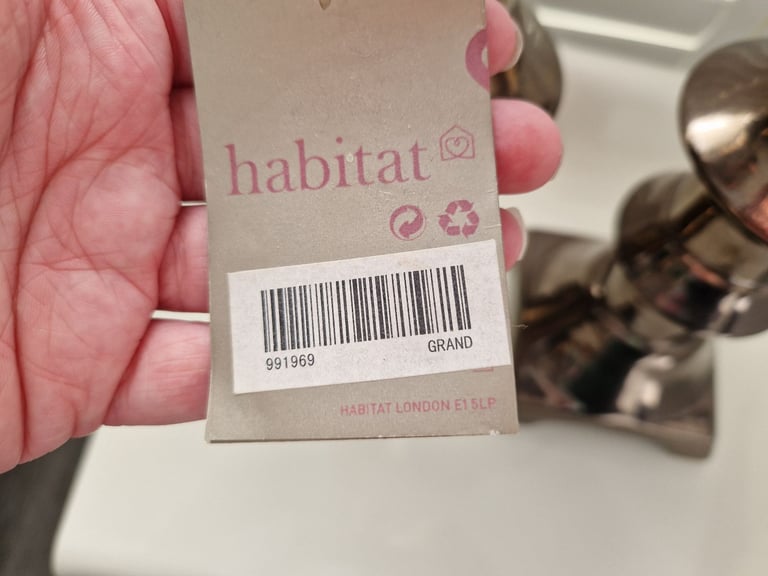 habitat
991969 GRAND
HABITAT LONDON E1 5LP